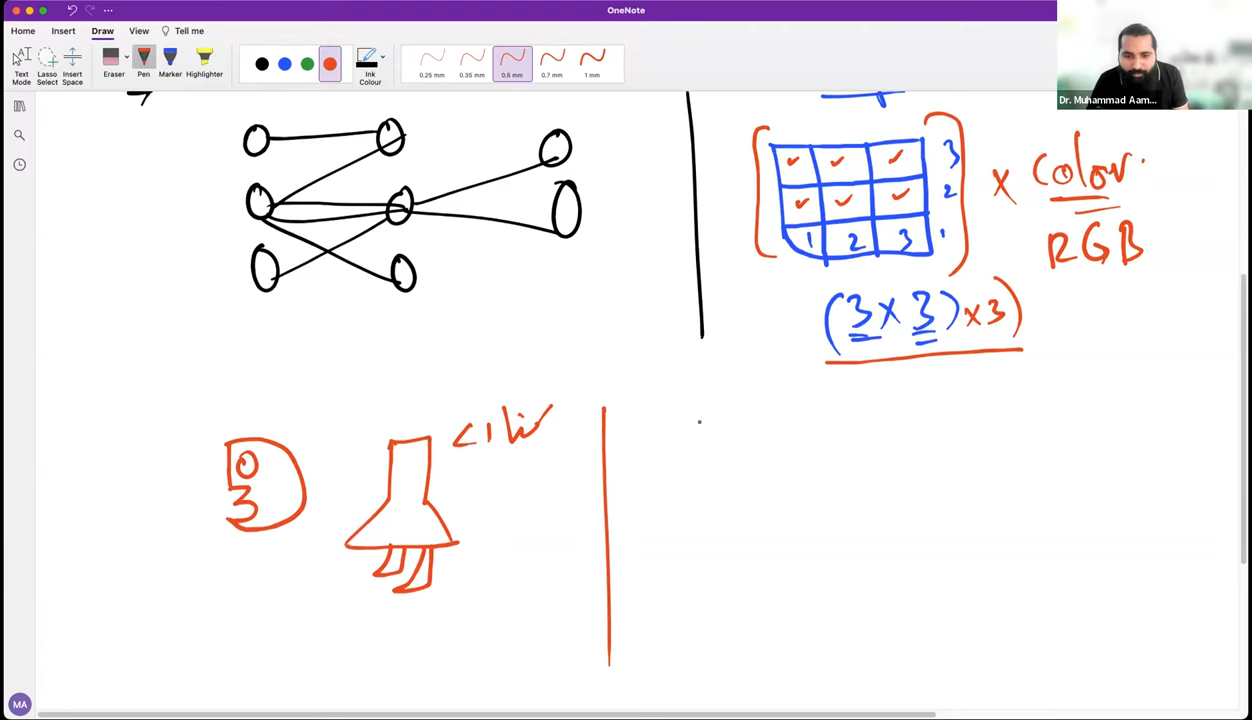 OneNote
Home Insert Draw View Tell me
Text Mode
Lasso Select
Insert Space
Eraser
Pen
Marker
Highlighter
Ink Colour
0.25 mm 0.35 mm 0.5 mm 0.7 mm 1 mm
Dr. Muhammad Aam...
3
2
1 2 3 1
x Color
RGB
(3 x 3) x 3)
0
3
MA